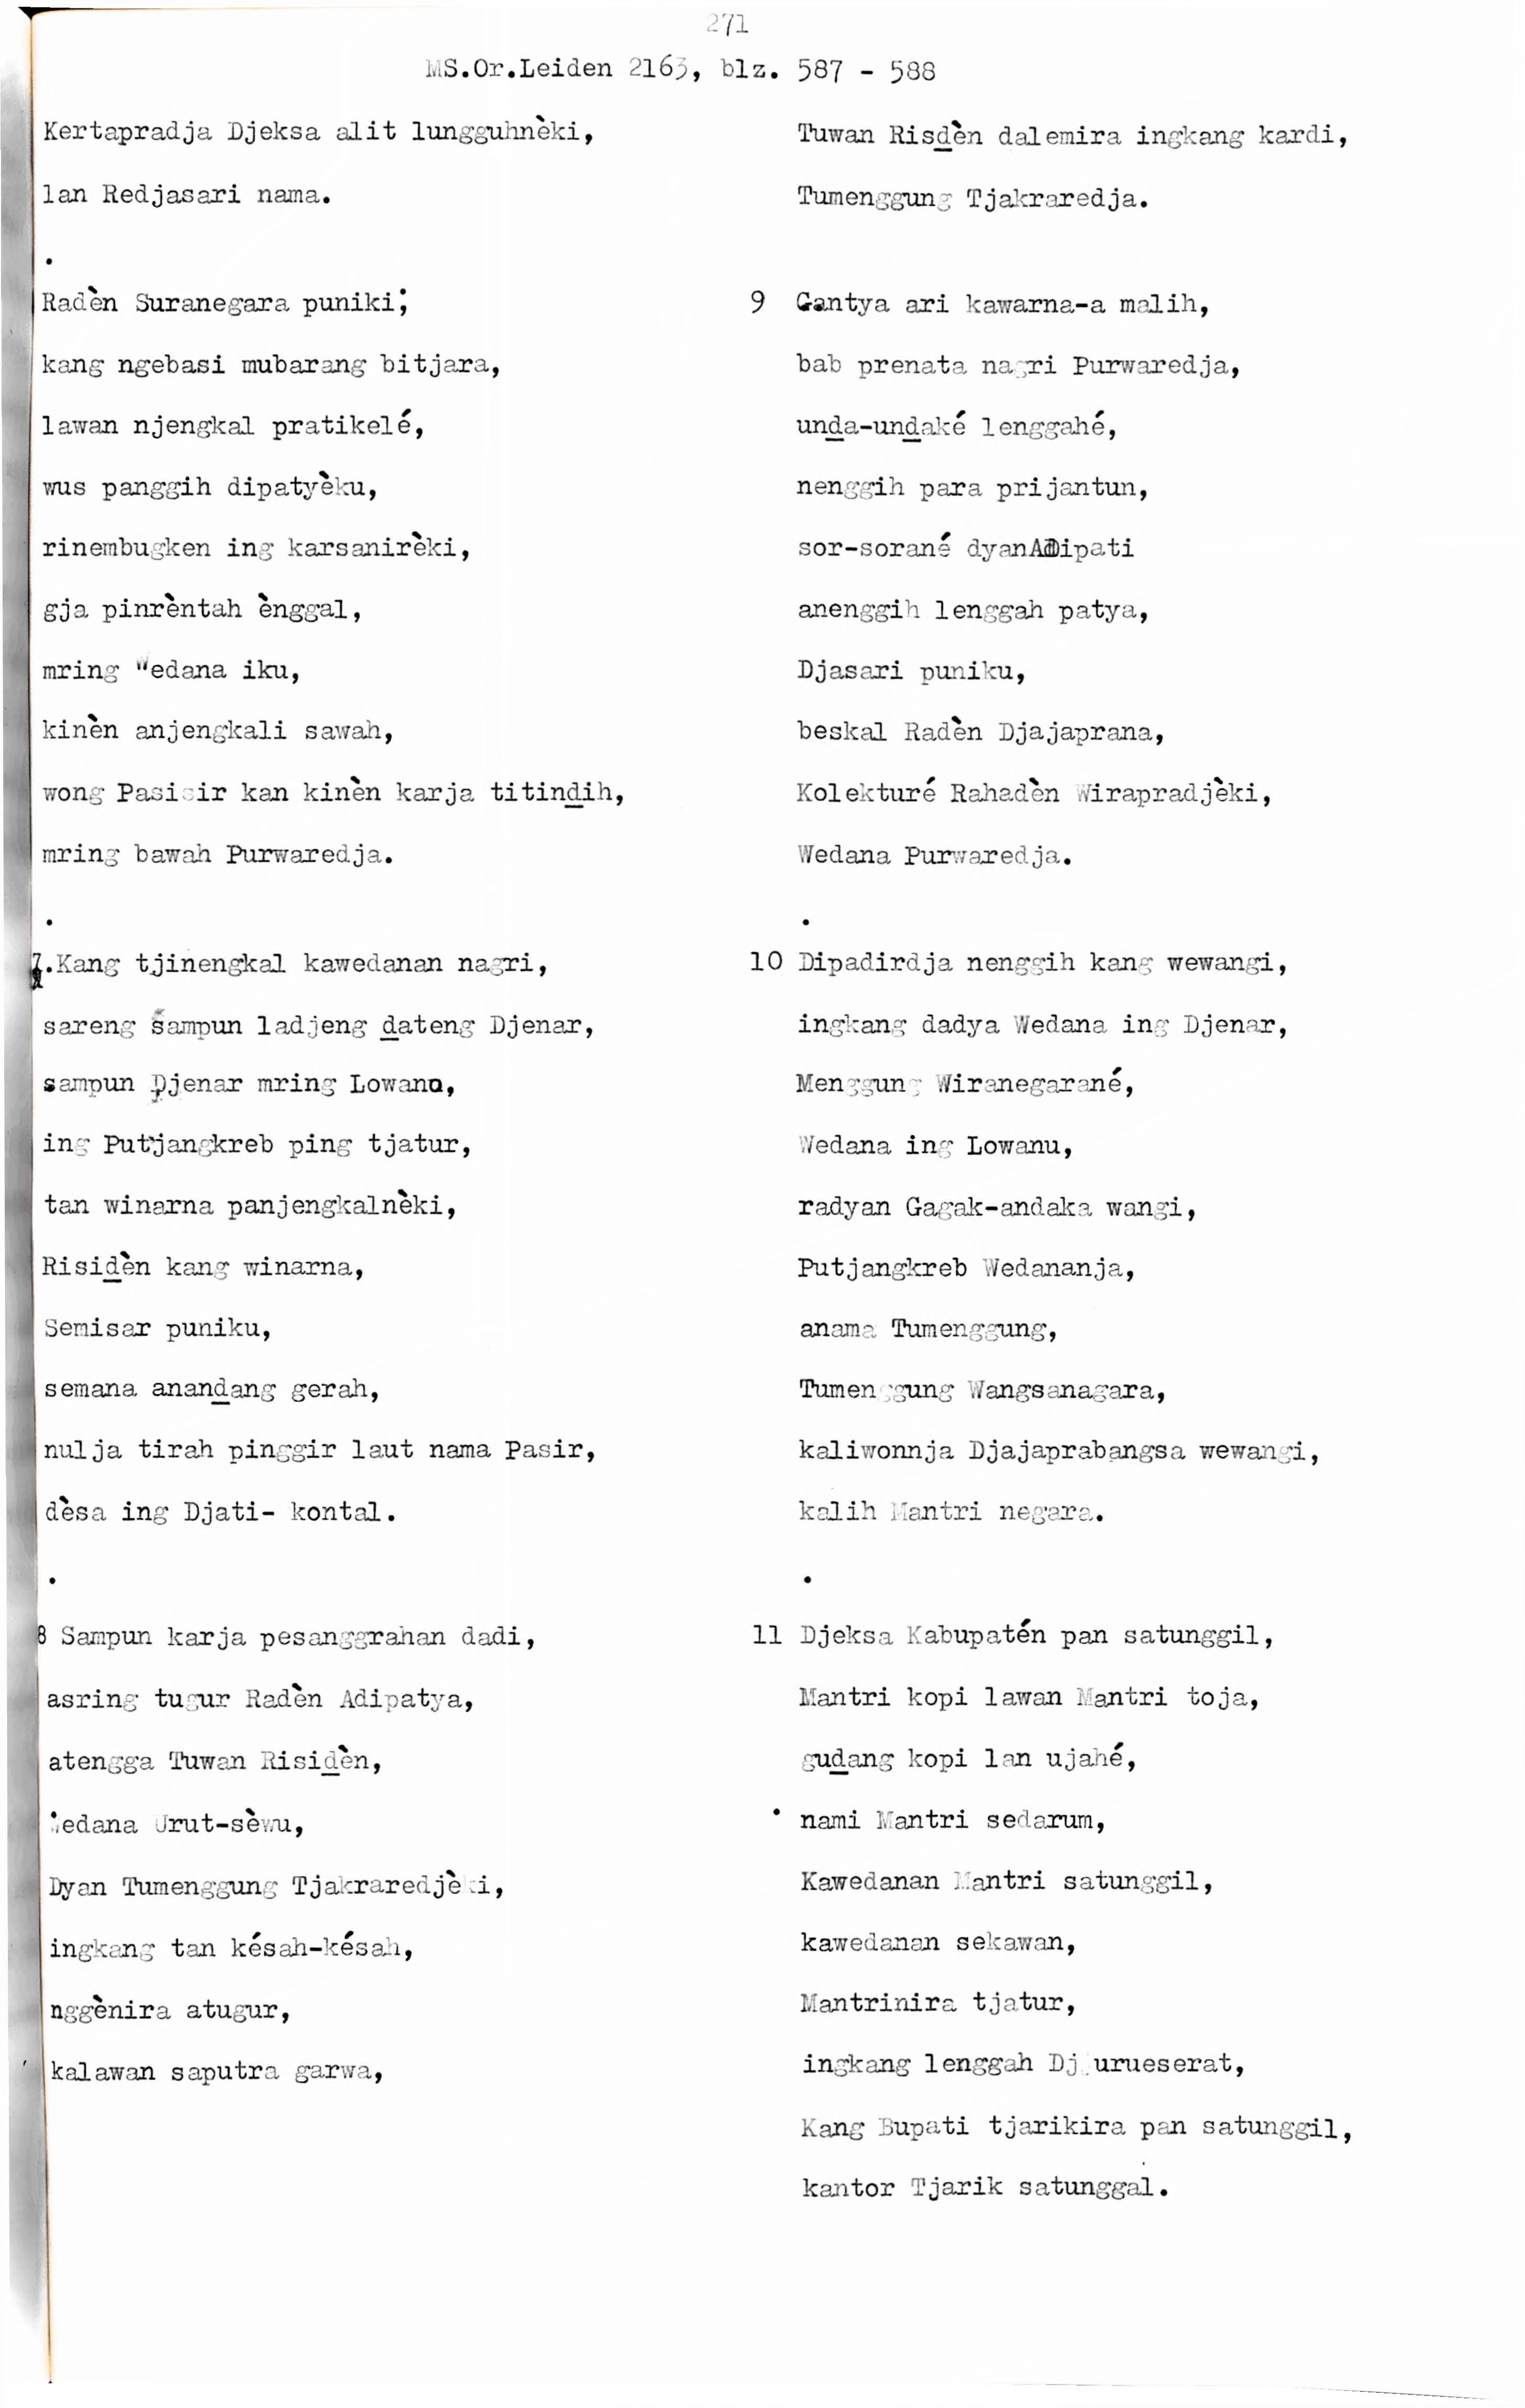 271
MS.Or.Leiden 2163, blz. 587 - 588
Kertapradja Djeksa alit lungguhnèki,
lan Redjasari nama.
.
Radèn Suranegara puniki;
kang ngebasi mubarang bitjara,
lawan njengkal pratikelé,
wus panggih dipatyèku,
rinembugken ing karsanirèki,
gja pinrèntah ènggal,
mring Wedana iku,
kinèn anjengkali sawah,
wong Pasisir kan kinèn karja titinḏih,
mring bawah Purwaredja.
.
7.Kang tjinengkal kawedanan nagri,
sareng sampun ladjeng ḏateng Djenar,
sampun Djenar mring Lowanu,
ing Putjangkreb ping tjatur,
tan winarna panjengkalnèki,
Risiḏèn kang winarna,
Semisar puniku,
semana ananḏang gerah,
nulja tirah pinggir laut nama Pasir,
dèsa ing Djati- kontal.
.
8 Sampun karja pesanggrahan dadi,
asring tugur Radèn Adipatya,
atengga Tuwan Risiḏèn,
Wedana Urut-sèwu,
Dyan Tumenggung Tjakraredjèki,
ingkang tan késah-késah,
nggènira atugur,
kalawan saputra garwa,
Tuwan Risḏèn dalemira ingkang kardi,
Tumenggung Tjakraredja.
9 Gantya ari kawarna-a malih,
bab prenata nagri Purwaredja,
unḏa-unḏaké lenggahé,
nenggih para prijantun,
sor-sorané dyanADipati
anenggih lenggah patya,
Djasari puniku,
beskal Radèn Djajaprana,
Kolekturé Rahadèn Wirapradjèki,
Wedana Purwaredja.
.
10 Dipadirdja nenggih kang wewangi,
ingkang dadya Wedana ing Djenar,
Menggung Wiranegarané,
Wedana ing Lowanu,
radyan Gagak-andaka wangi,
Putjangkreb Wedananja,
anama Tumenggung,
Tumenggung Wangsanagara,
kaliwonnja Djajaprabangsa wewangi,
kalih Mantri negara.
.
11 Djeksa Kabupatén pan satunggil,
Mantri kopi lawan Mantri toja,
guḏang kopi lan ujahé,
nami Mantri sedarum,
Kawedanan Mantri satunggil,
kawedanan sekawan,
Mantrinira tjatur,
ingkang lenggah Dj urueserat,
Kang Bupati tjarikira pan satunggil,
kantor Tjarik satunggal.